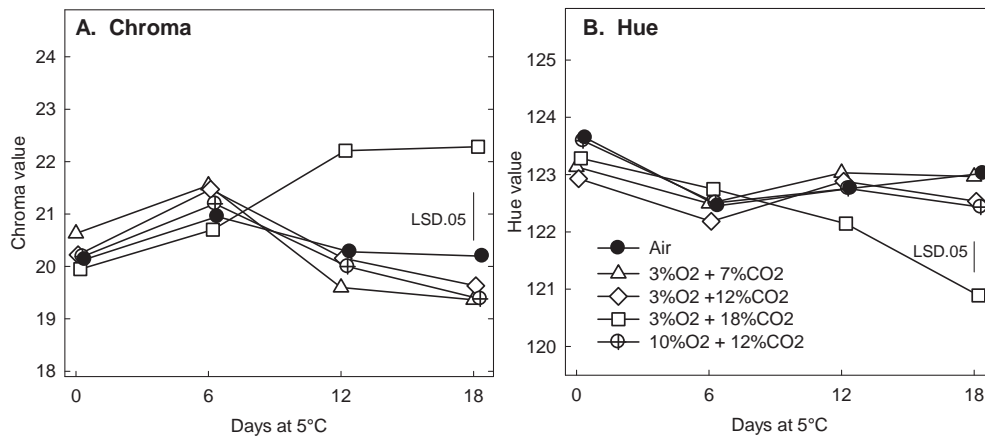 A. Chroma
24
23
22
21
20
19
18
Chroma value
LSD.05
0 6 12 18
Days at 5°C
B. Hue
125
124
123
122
121
120
Hue value
LSD.05
Air
3%O2 + 7%CO2
3%O2 +12%CO2
3%O2 + 18%CO2
10%O2 + 12%CO2
0 6 12 18
Days at 5°C